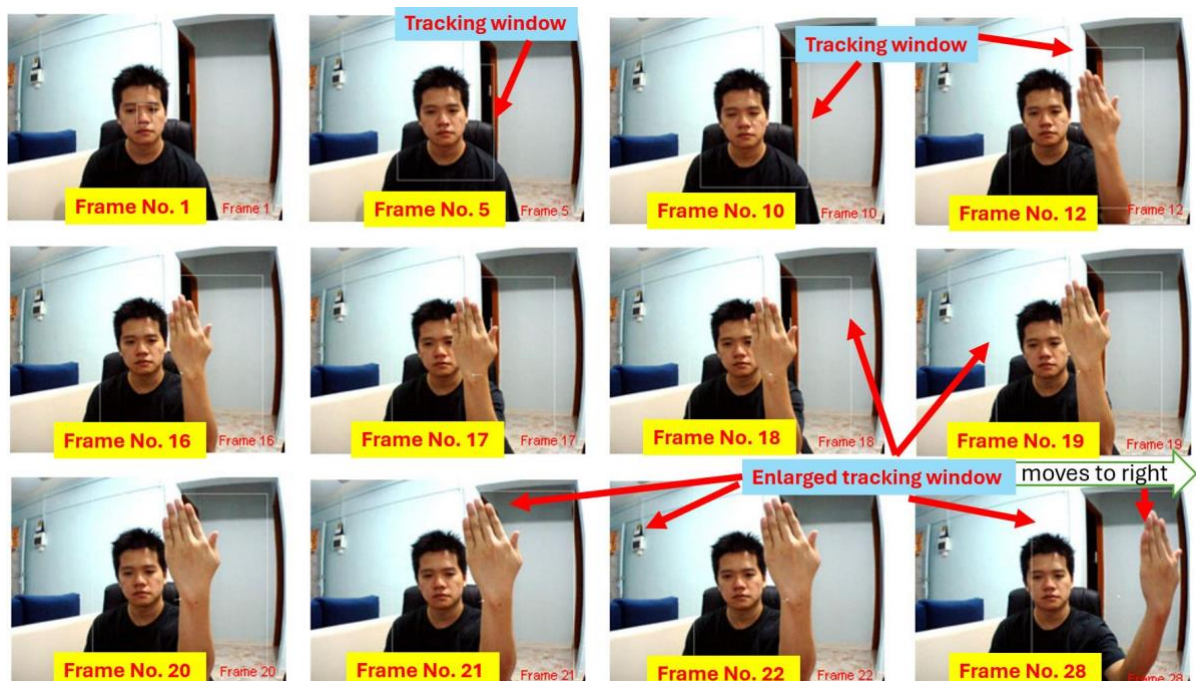 Tracking window
Tracking window
Frame No. 1
Frame 1
Frame No. 5
Frame 5
Frame No. 10
Frame 10
Frame No. 12
Frame 12
Frame No. 16
Frame 16
Frame No. 17
Frame 17
Frame No. 18
Frame 18
Frame No. 19
Frame 19
Enlarged tracking window
moves to right
Frame No. 20
Frame 20
Frame No. 21
Frame 21
Frame No. 22
Frame 22
Frame No. 28
Frame 28